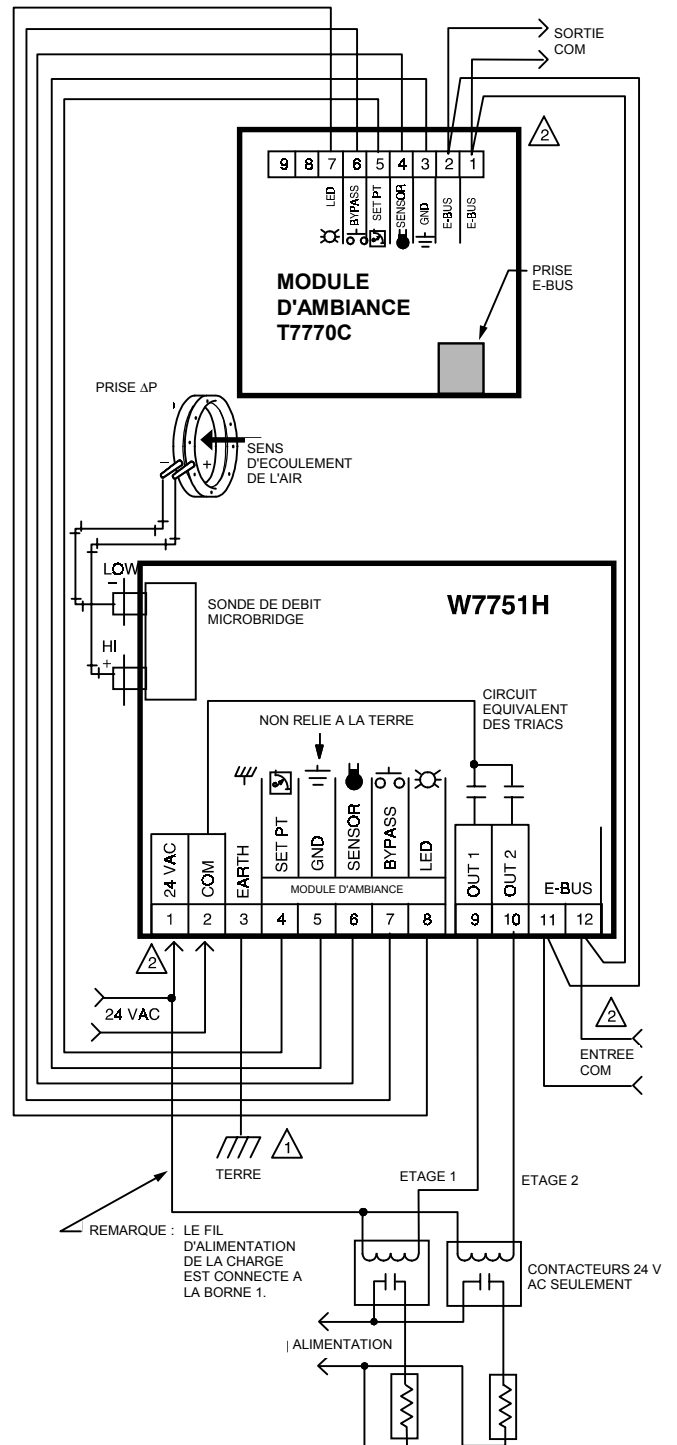 SORTIE
COM
2
9 8 7 6 5 4 3 2 1
LED
BYPASS
SET PT
SENSOR
GND
E-BUS
E-BUS
MODULE
D'AMBIANCE
T7770C
PRISE
E-BUS
PRISE ΔP
- +
SENS
D'ECOULEMENT
DE L'AIR
LOW
-
HI
+
SONDE DE DEBIT
MICROBRIDGE
W7751H
CIRCUIT
EQUIVALENT
DES TRIACS
NON RELIE A LA TERRE
24 VAC
COM
EARTH
SET PT
GND
SENSOR
BYPASS
LED
OUT 1
OUT 2
E-BUS
MODULE D'AMBIANCE
1 2 3 4 5 6 7 8 9 10 11 12
2
24 VAC
2
ENTREE
COM
1
TERRE
ETAGE 1
ETAGE 2
REMARQUE : LE FIL
D'ALIMENTATION
DE LA CHARGE
EST CONNECTE A
LA BORNE 1.
CONTACTEURS 24 V
AC SEULEMENT
ALIMENTATION